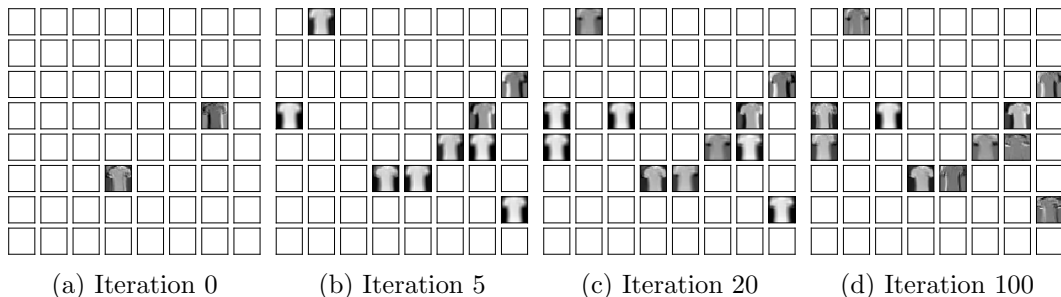 (a) Iteration 0
(b) Iteration 5
(c) Iteration 20
(d) Iteration 100